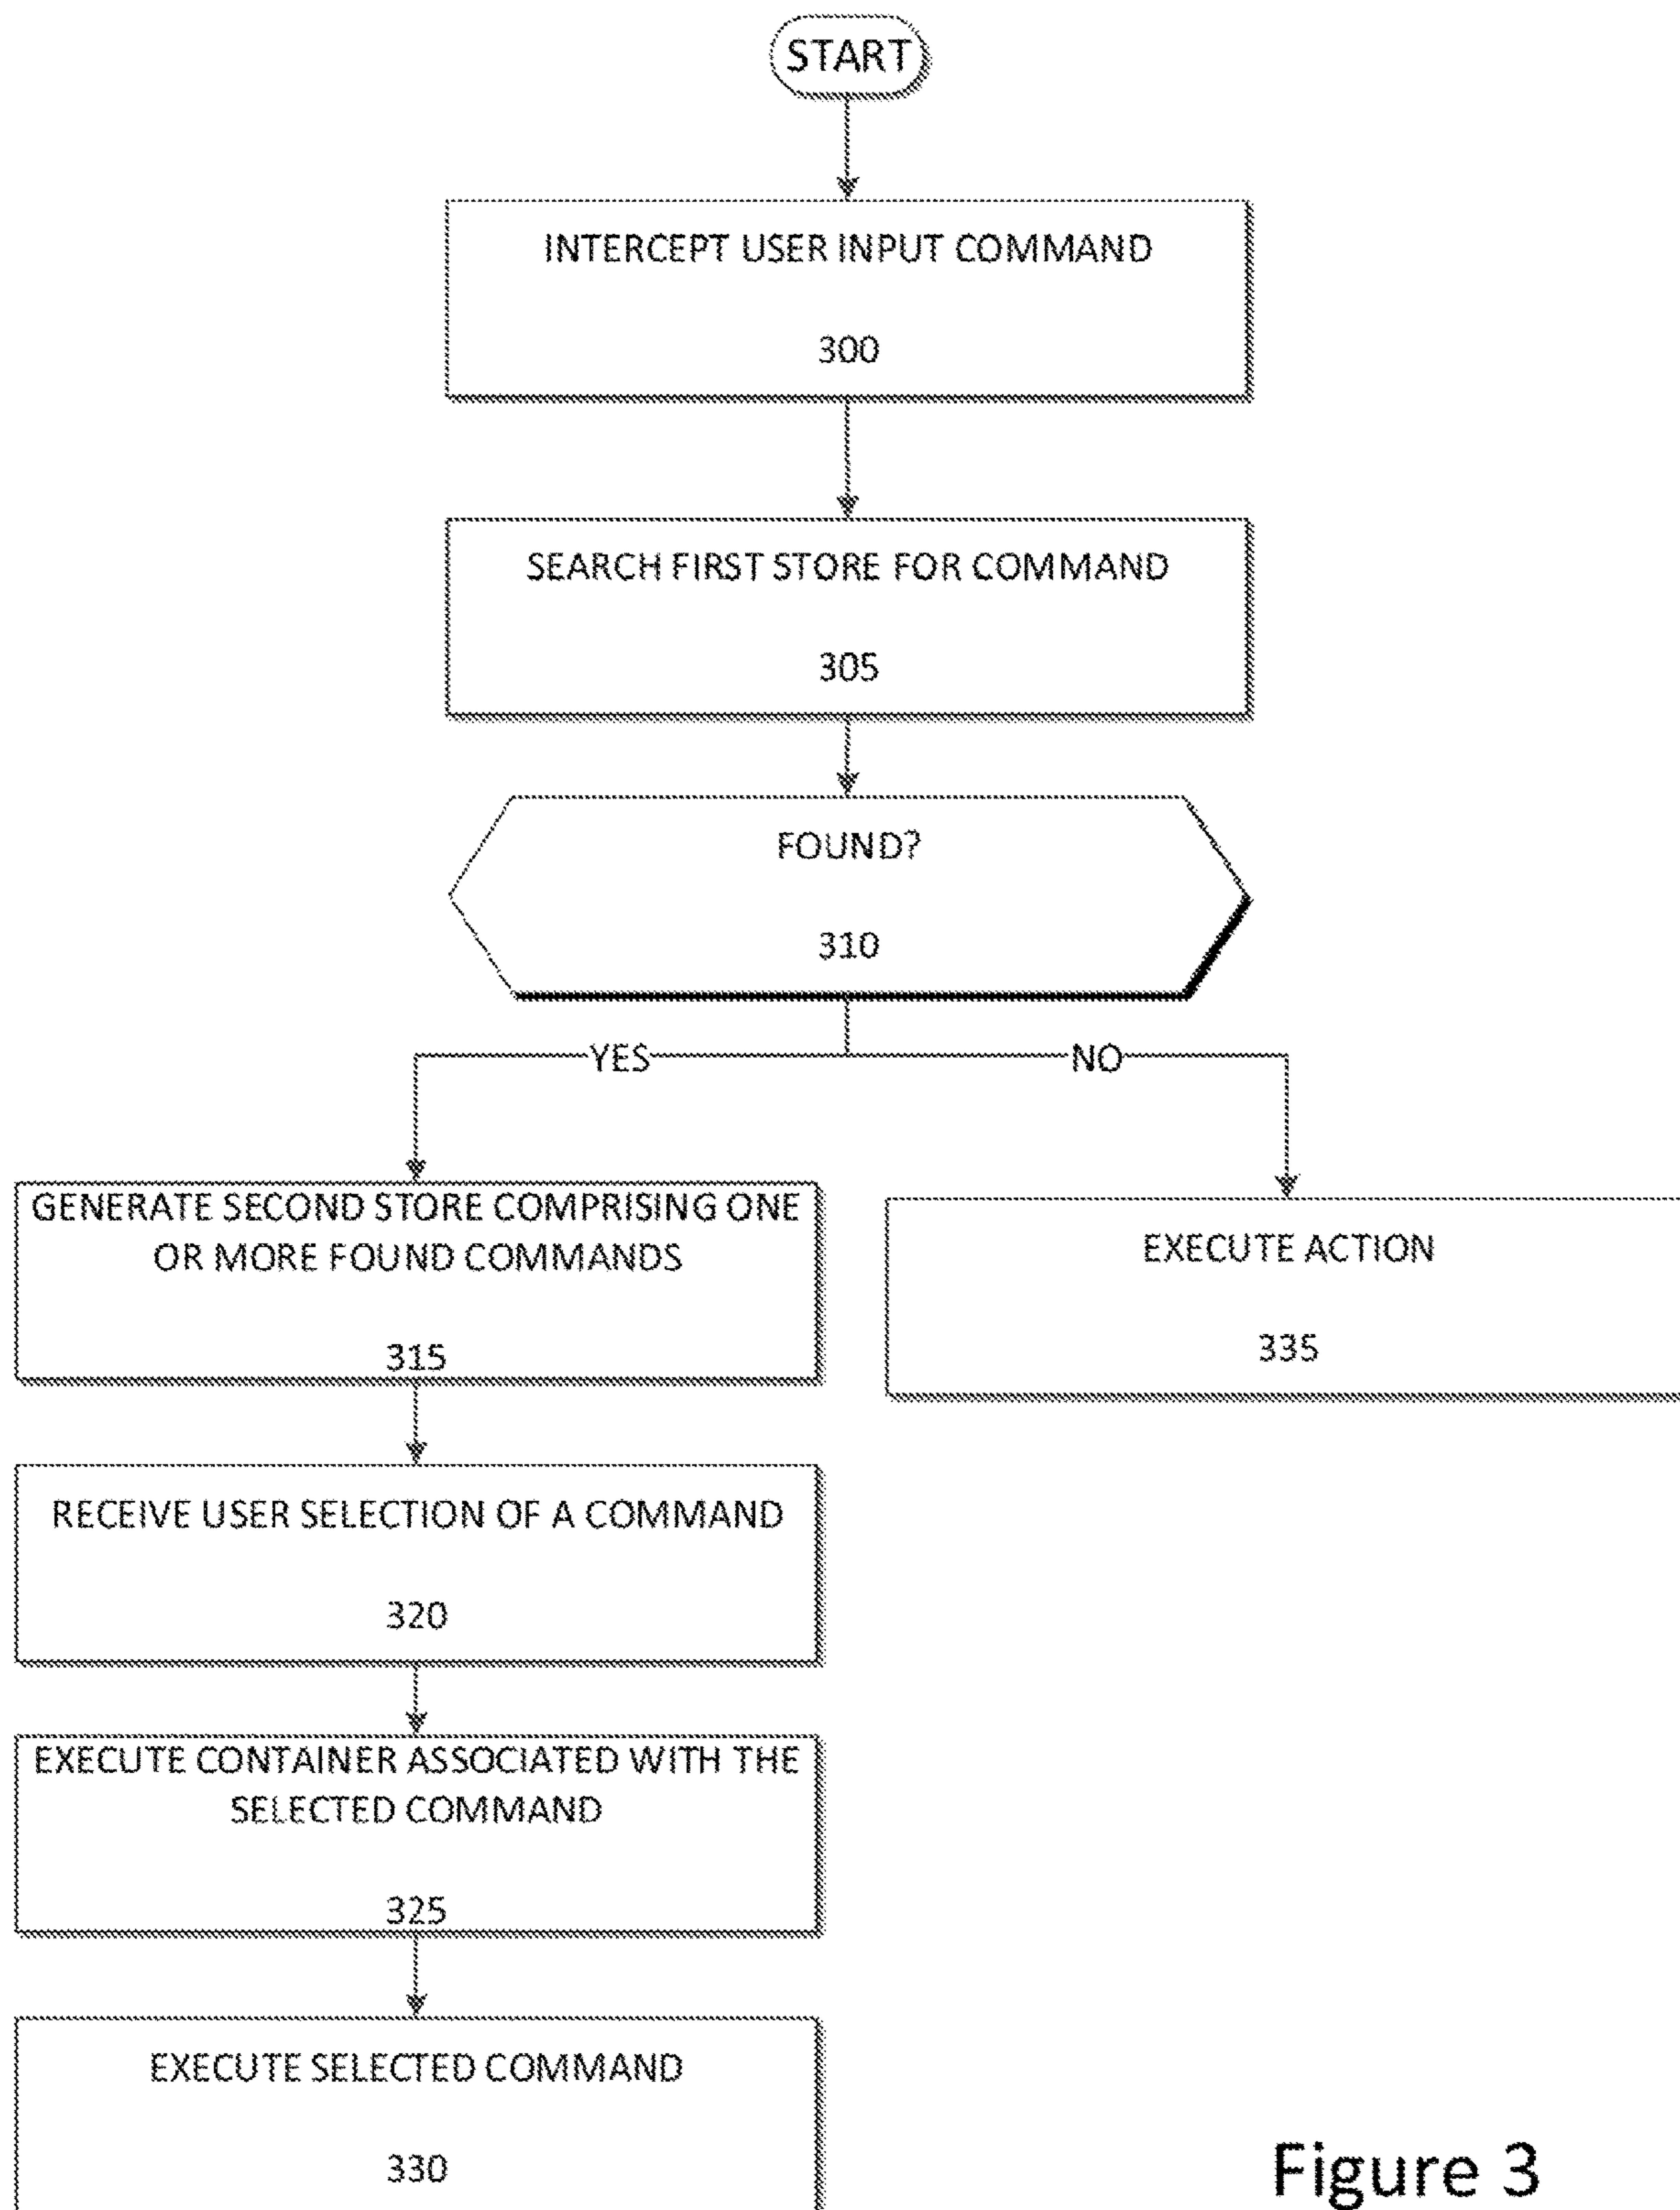 START
INTERCEPT USER INPUT COMMAND
300
SEARCH FIRST STORE FOR COMMAND
305
FOUND?
310
YES
NO
GENERATE SECOND STORE COMPRISING ONE
OR MORE FOUND COMMANDS
315
EXECUTE ACTION
335
RECEIVE USER SELECTION OF A COMMAND
320
EXECUTE CONTAINER ASSOCIATED WITH THE
SELECTED COMMAND
325
EXECUTE SELECTED COMMAND
330
Figure 3